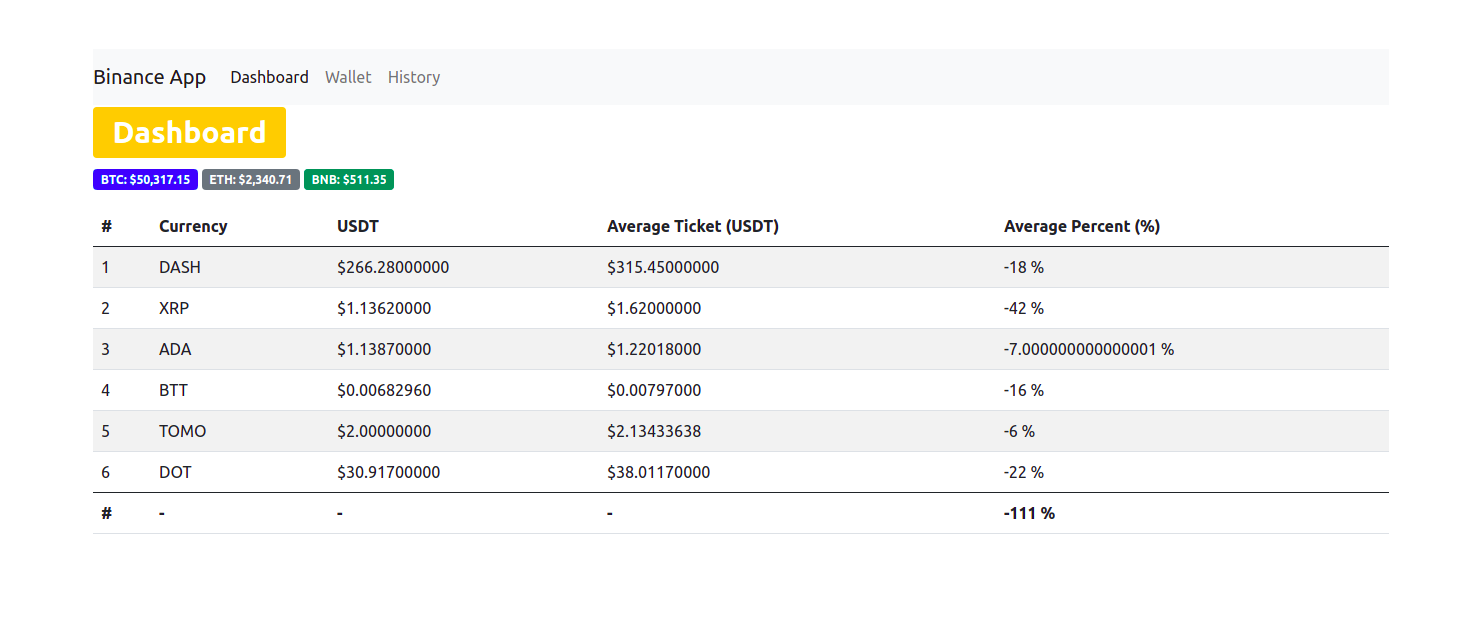 Binance App Dashboard Wallet History
Dashboard
BTC: $50,317.15 ETH: $2,340.71 BNB: $511.35
# Currency USDT Average Ticket (USDT) Average Percent (%)
1 DASH $266.28000000 $315.45000000 -18 %
2 XRP $1.13620000 $1.62000000 -42 %
3 ADA $1.13870000 $1.22018000 -7.000000000000001 %
4 BTT $0.00682960 $0.00797000 -16 %
5 TOMO $2.00000000 $2.13433638 -6 %
6 DOT $30.91700000 $38.01170000 -22 %
# - - - -111 %